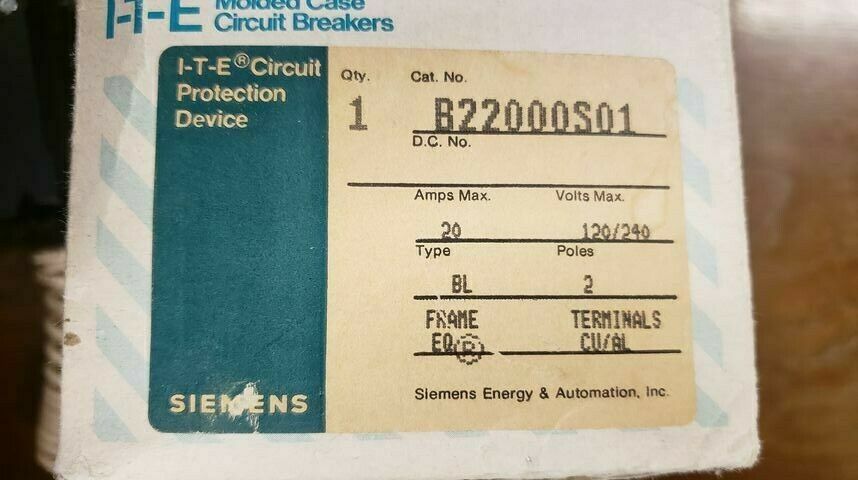 I-T-E Molded Case
Circuit Breakers
I-T-E® Circuit
Protection
Device
SIEMENS
Qty.
1
Cat. No.
B22000S01
D.C. No.
Amps Max. Volts Max.
20 120/240
Type Poles
BL 2
FRAME TERMINALS
EQ® CU/AL
Siemens Energy & Automation, Inc.